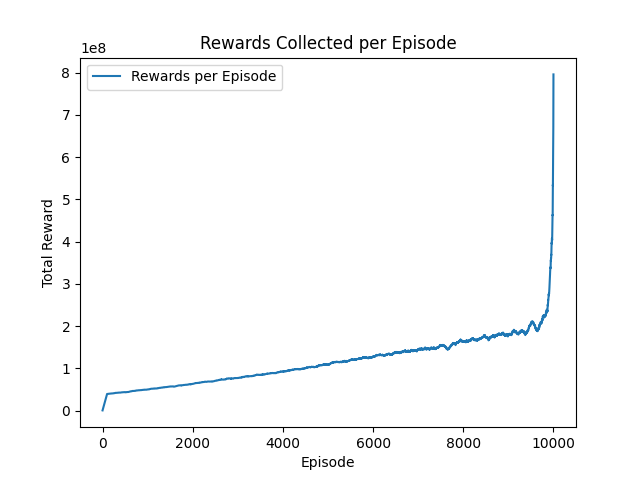 Rewards Collected per Episode
1e8
Rewards per Episode
8
7
6
5
4
3
2
1
0
Total Reward
0 2000 4000 6000 8000 10000
Episode